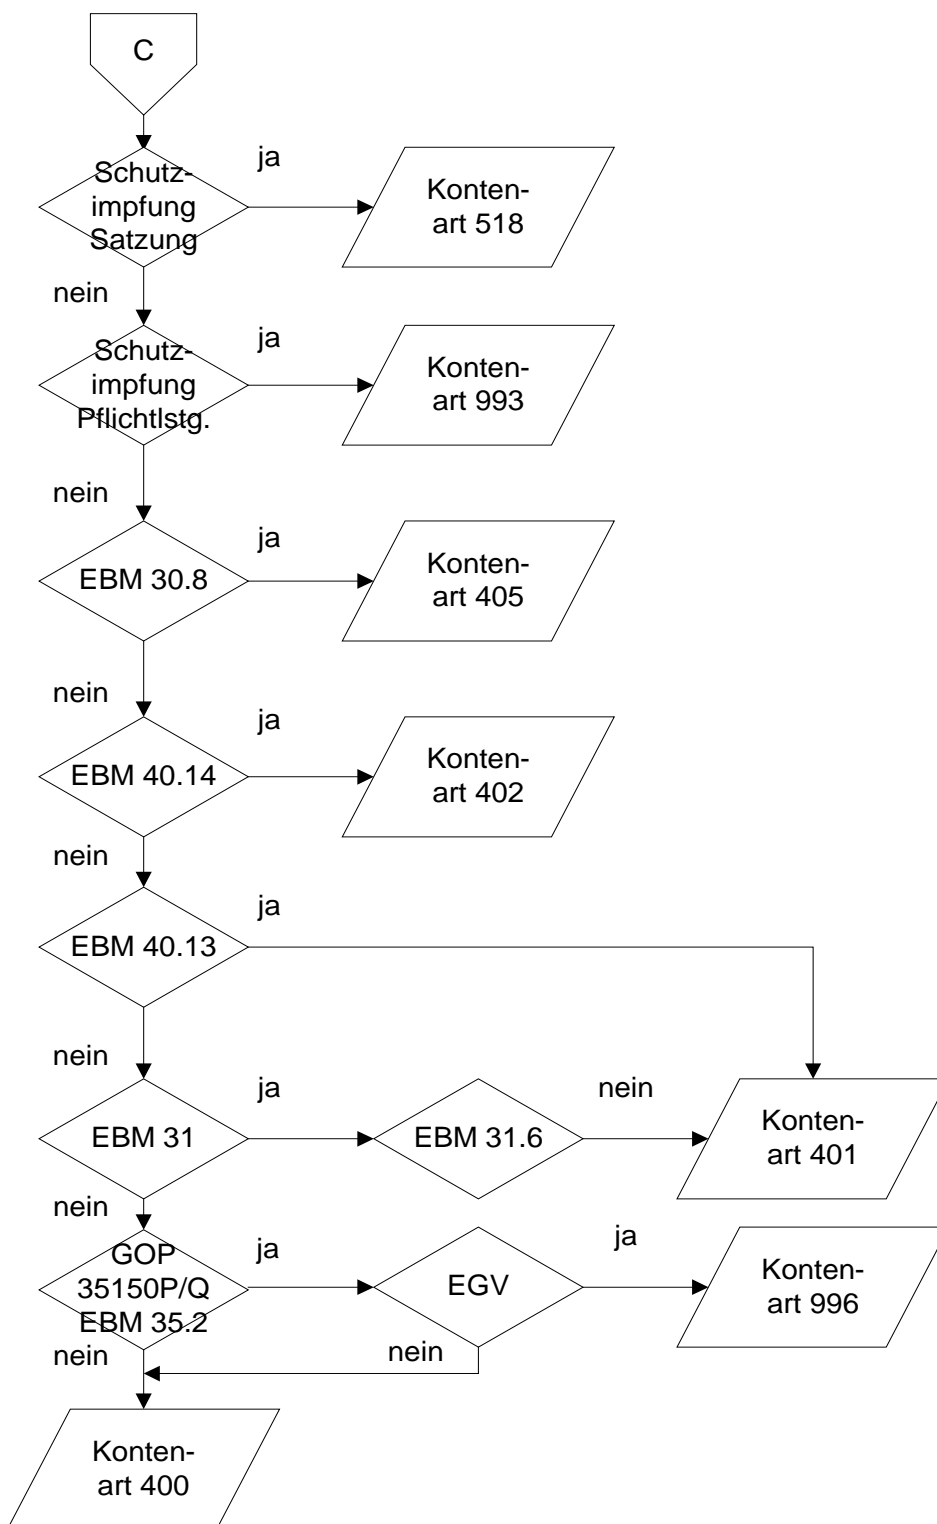 C
Schutz-
impfung
Satzung
ja
Konten-
art 518
nein
Schutz-
impfung
Pflichtlstg.
ja
Konten-
art 993
nein
EBM 30.8
ja
Konten-
art 405
nein
EBM 40.14
ja
Konten-
art 402
nein
EBM 40.13
ja
nein
EBM 31
ja
EBM 31.6
nein
Konten-
art 401
nein
GOP
35150P/Q
EBM 35.2
ja
EGV
ja
Konten-
art 996
nein
nein
Konten-
art 400